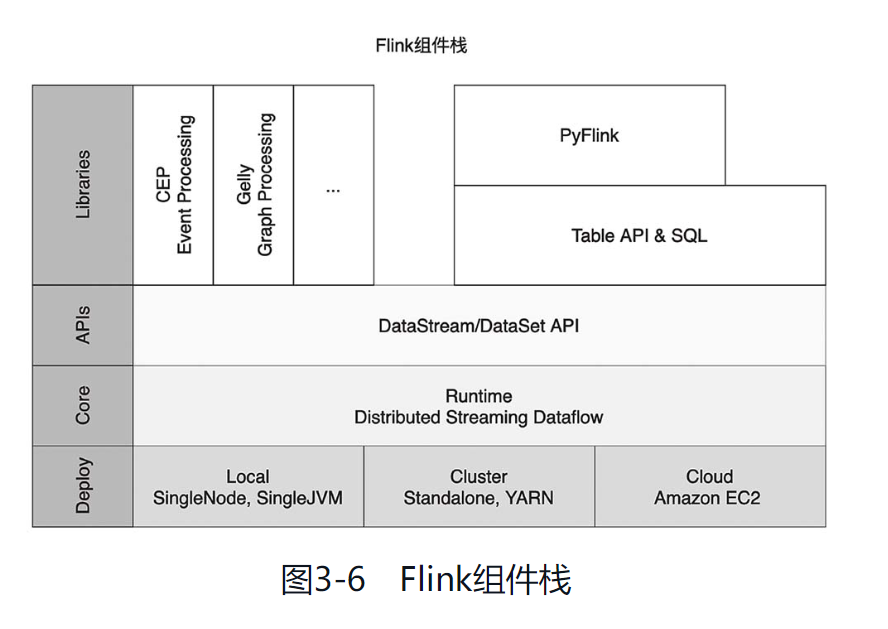 Flink组件栈
Libraries
CEP
Event Processing
Gelly
Graph Processing
...
PyFlink
Table API & SQL
APIs
DataStream/DataSet API
Core
Runtime
Distributed Streaming Dataflow
Deploy
Local
SingleNode, SingleJVM
Cluster
Standalone, YARN
Cloud
Amazon EC2
图3-6 Flink组件栈